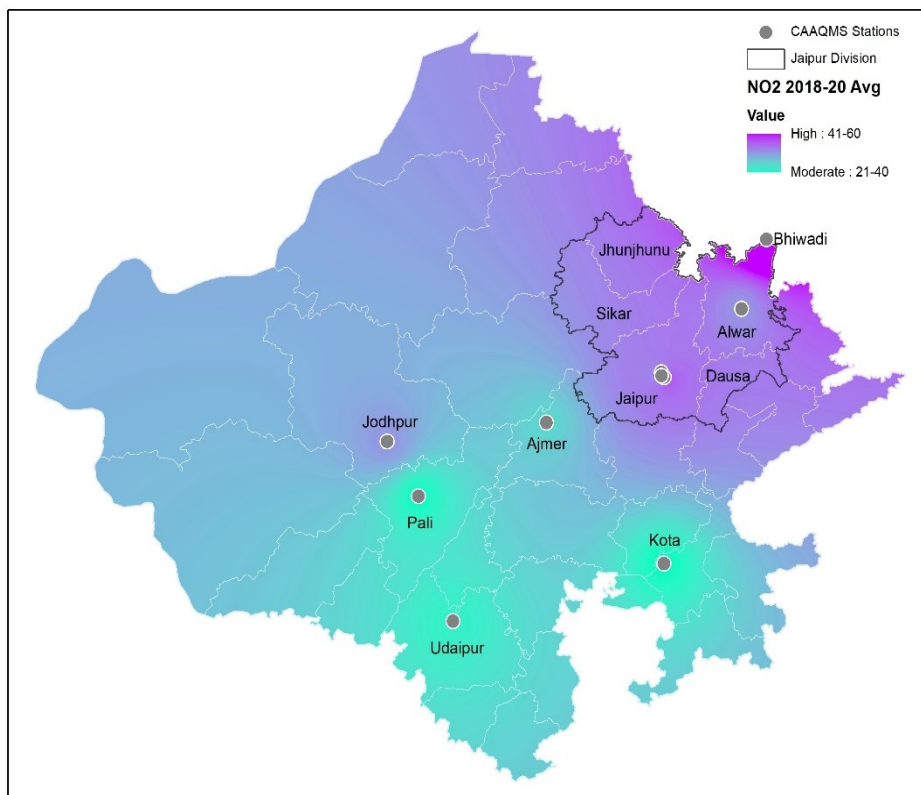 CAAQMS Stations
Jaipur Division
NO2 2018-20 Avg
Value
High : 41-60
Moderate : 21-40
Bhiwadi
Jhunjhunu
Sikar
Alwar
Dausa
Jaipur
Jodhpur
Ajmer
Pali
Kota
Udaipur